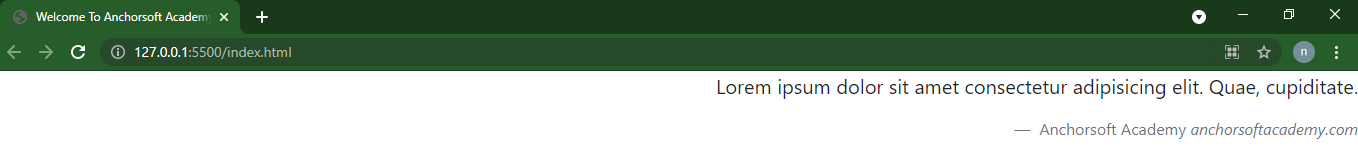 Welcome To Anchorsoft Academ
127.0.0.1:5500/index.html
n
Lorem ipsum dolor sit amet consectetur adipisicing elit. Quae, cupiditate.
— Anchorsoft Academy anchorsoftacademy.com